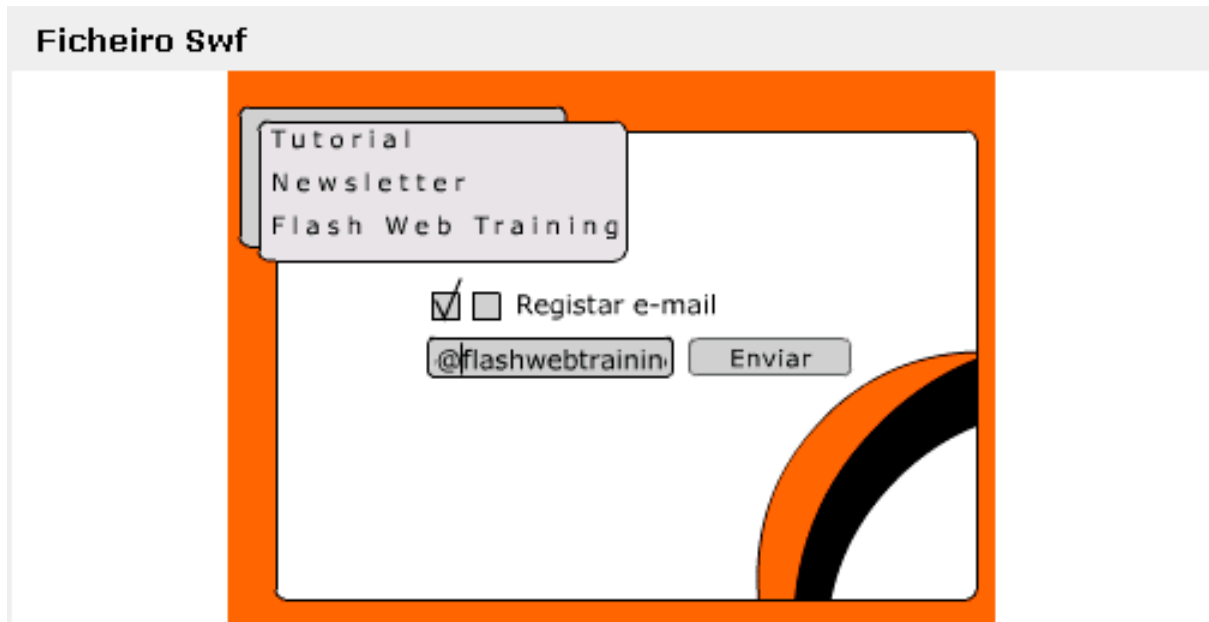 Ficheiro Swf
Tutorial
Newsletter
Flash Web Training
Registar e-mail
@flashwebtrainin
Enviar